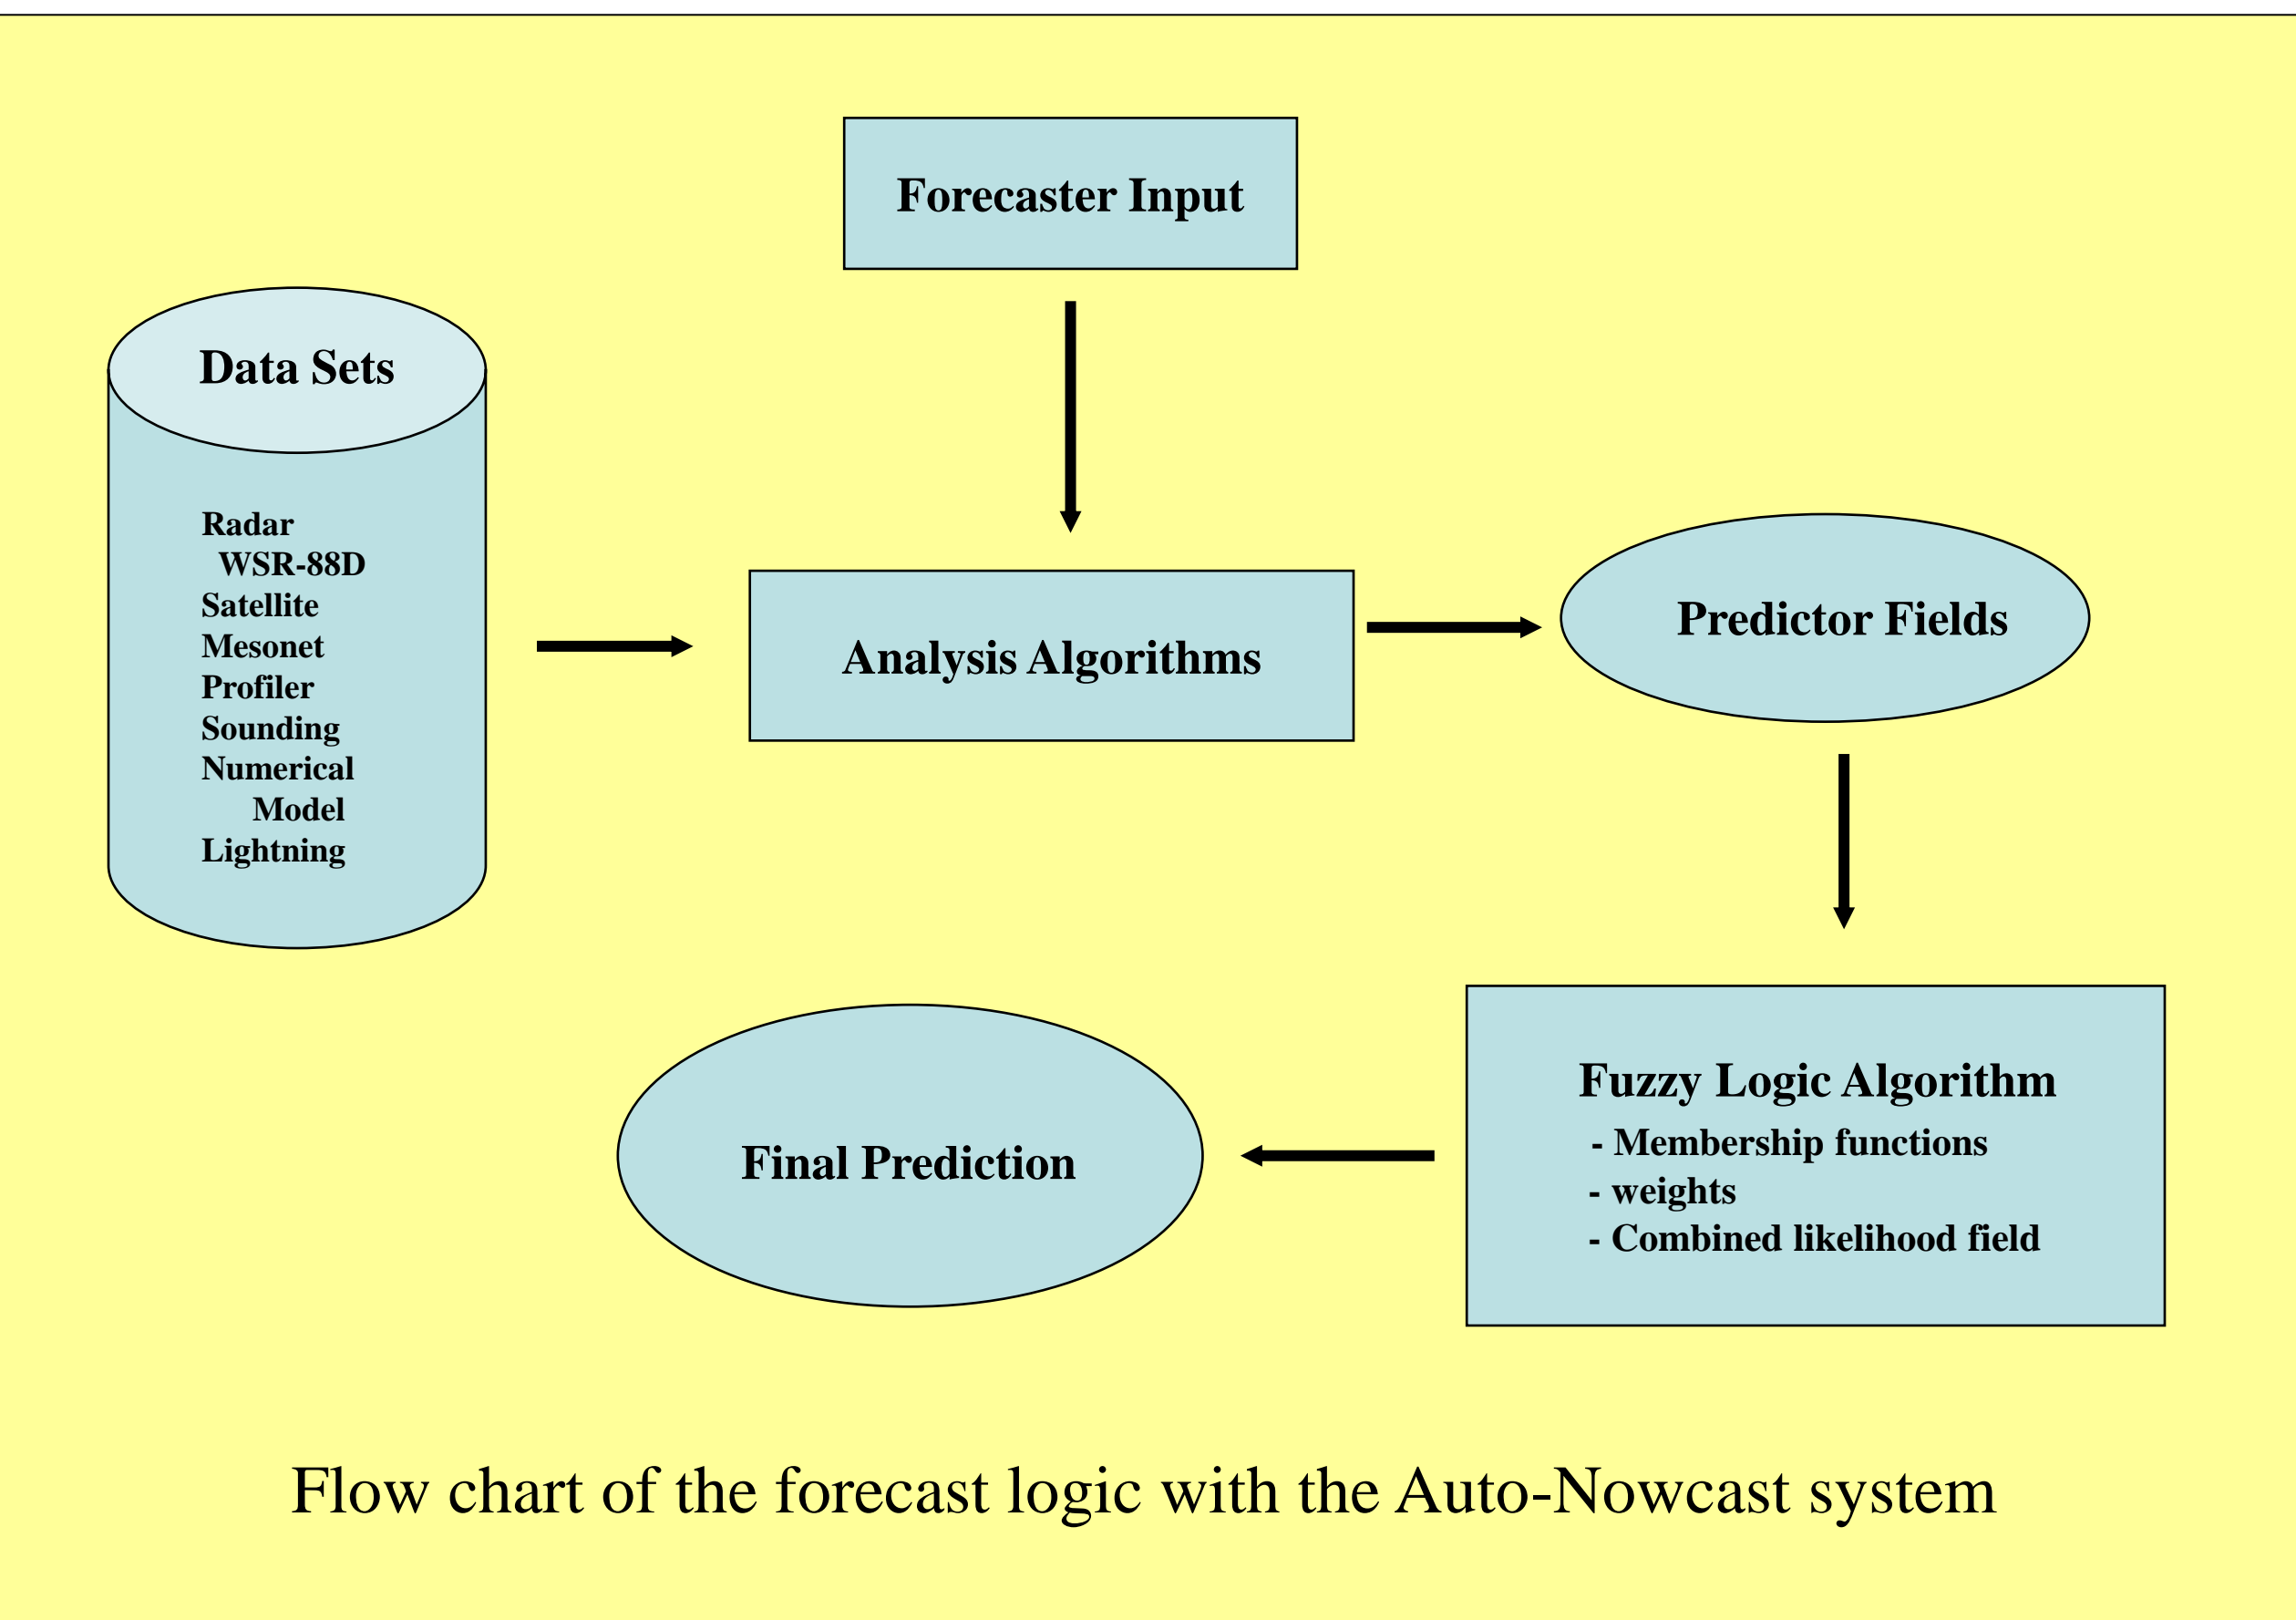 Forecaster Input
Data Sets
Radar
WSR-88D
Satellite
Mesonet
Profiler
Sounding
Numerical
Model
Lightning
Analysis Algorithms
Predictor Fields
Fuzzy Logic Algorithm
- Membership functions
- weights
- Combined likelihood field
Final Prediction
Flow chart of the forecast logic with the Auto-Nowcast system